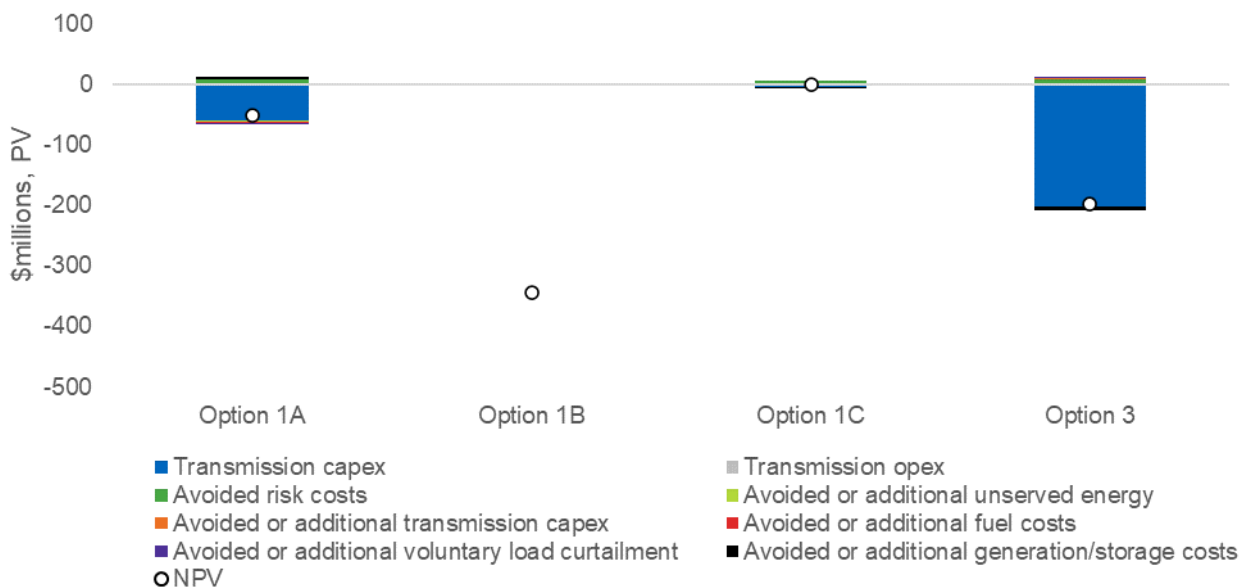 100
0
-100
-200
-300
-400
-500
$millions, PV
Option 1A Option 1B Option 1C Option 3
Transmission capex Transmission opex
Avoided risk costs Avoided or additional unserved energy
Avoided or additional transmission capex Avoided or additional fuel costs
Avoided or additional voluntary load curtailment Avoided or additional generation/storage costs
NPV